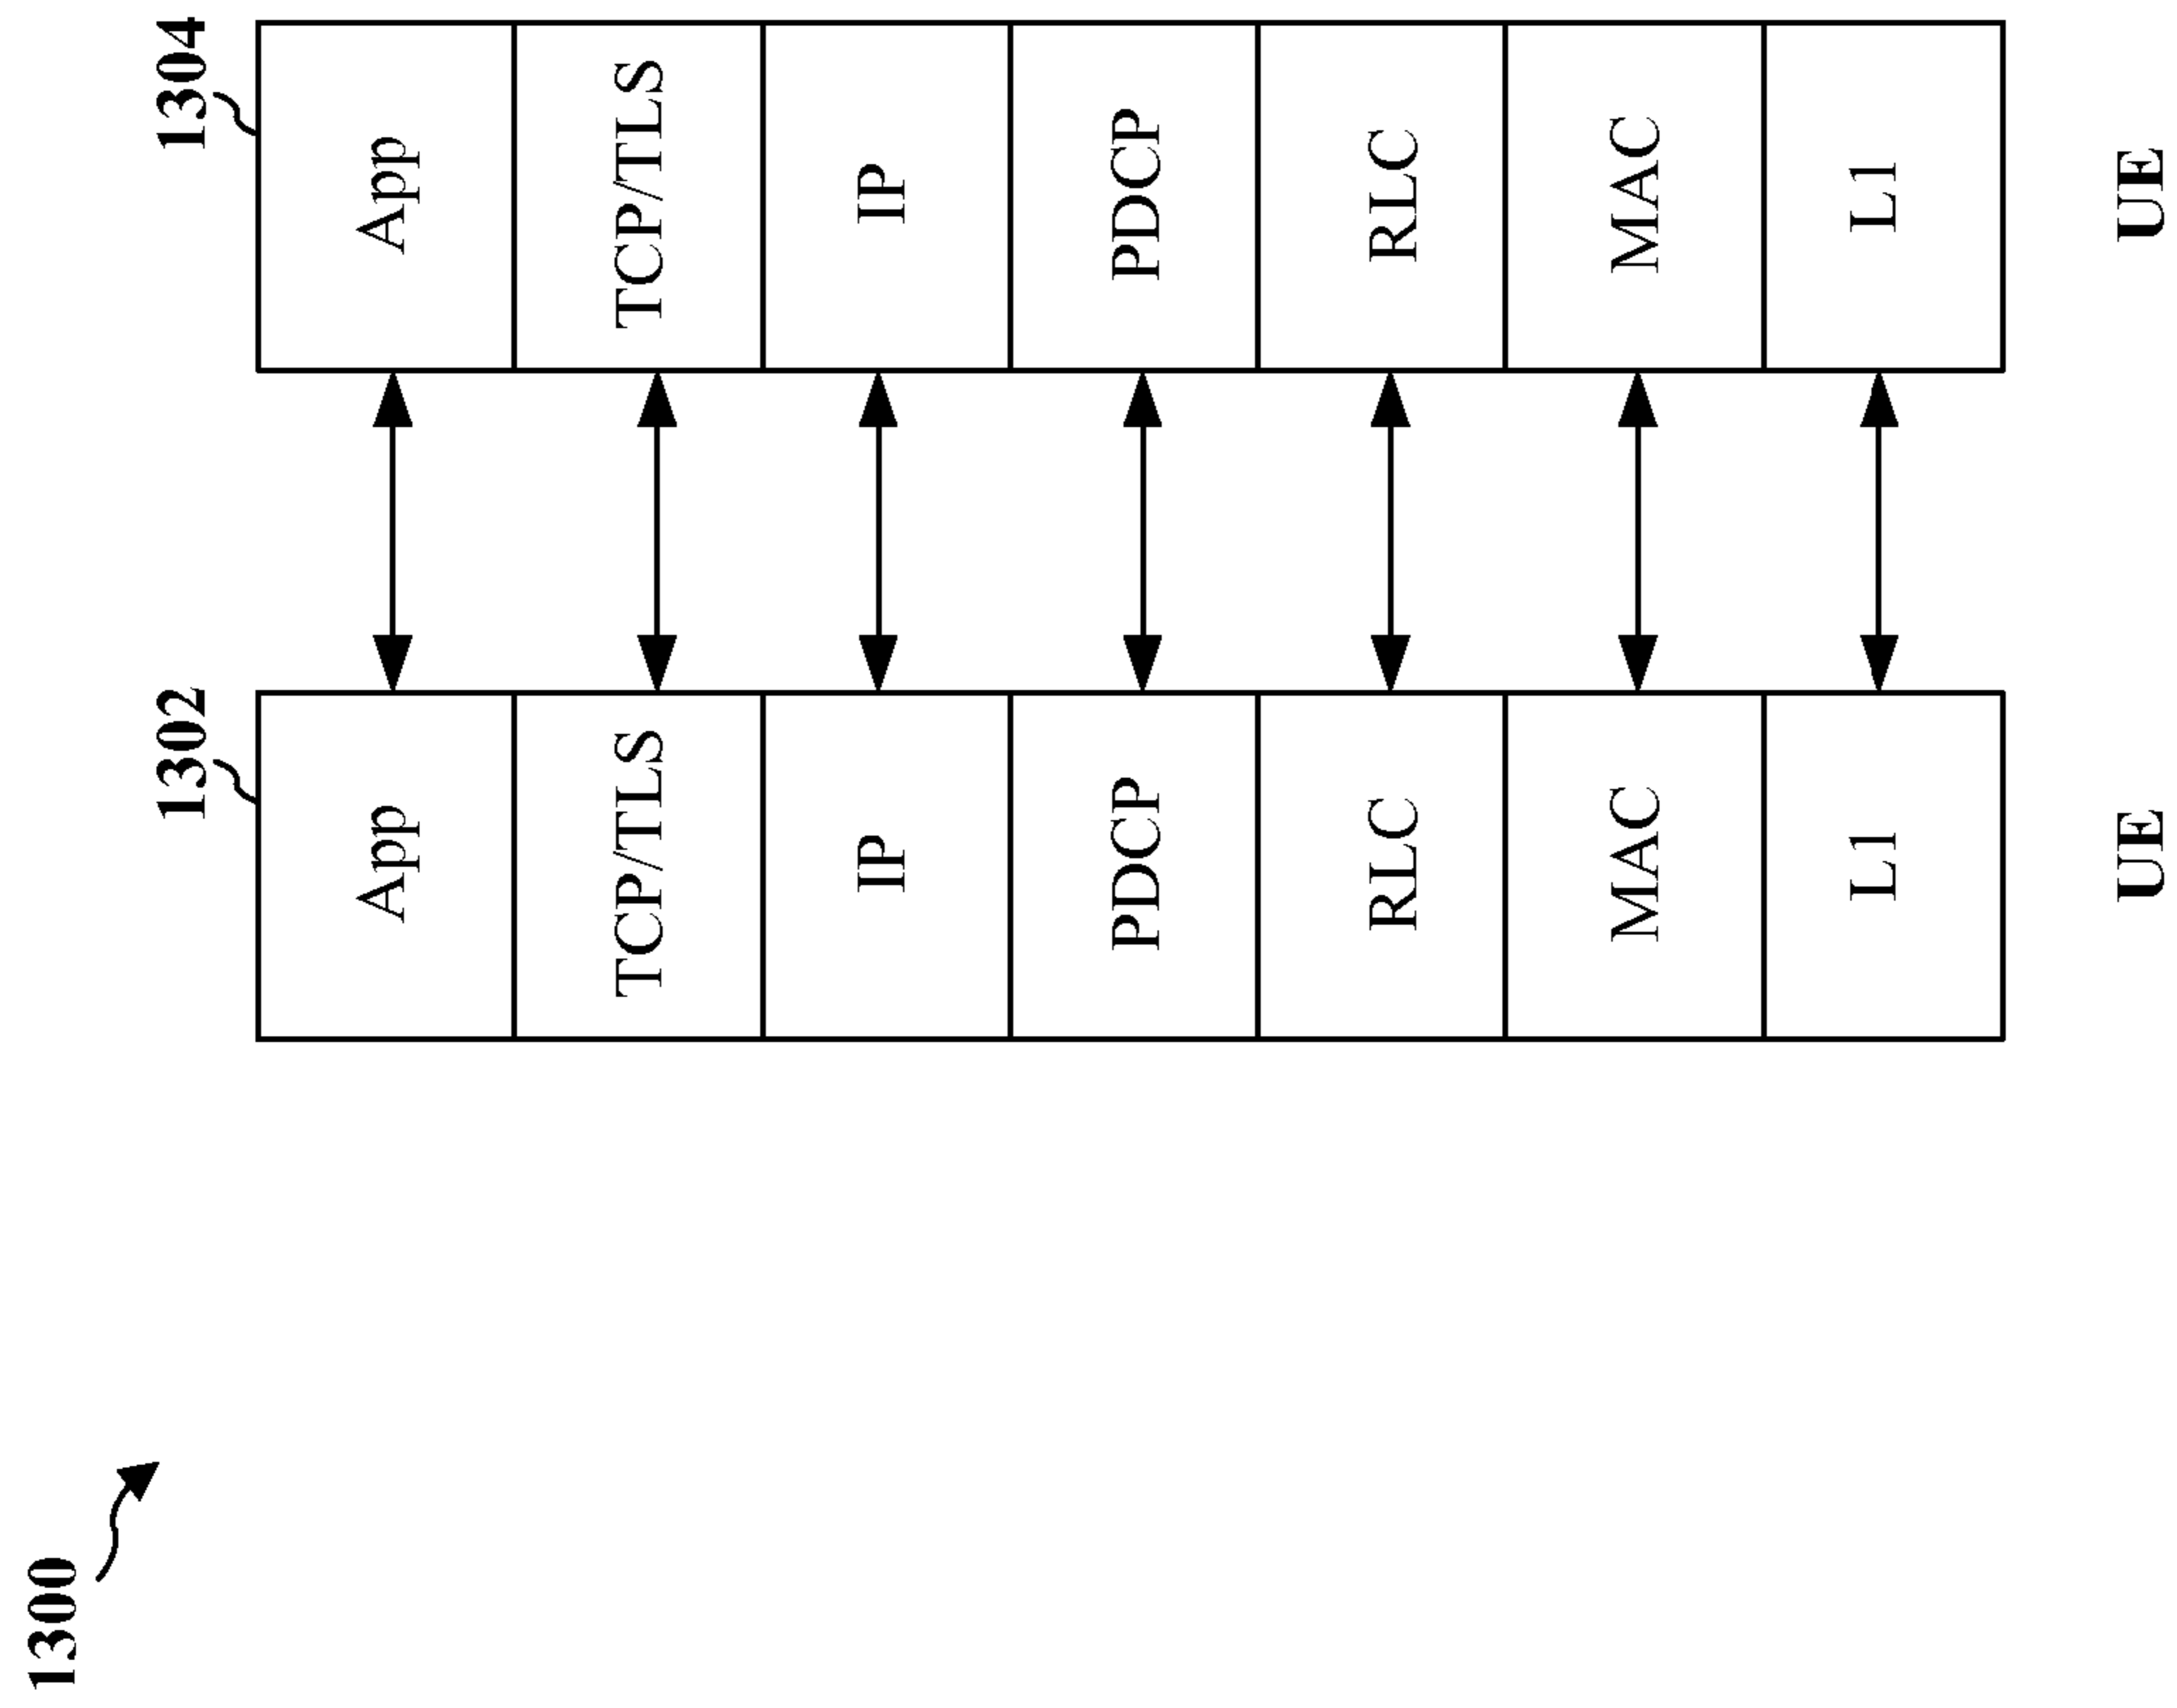 1300
1302
1304
App
App
TCP/TLS
TCP/TLS
IP
IP
PDCP
PDCP
RLC
RLC
MAC
MAC
L1
L1
UE
UE